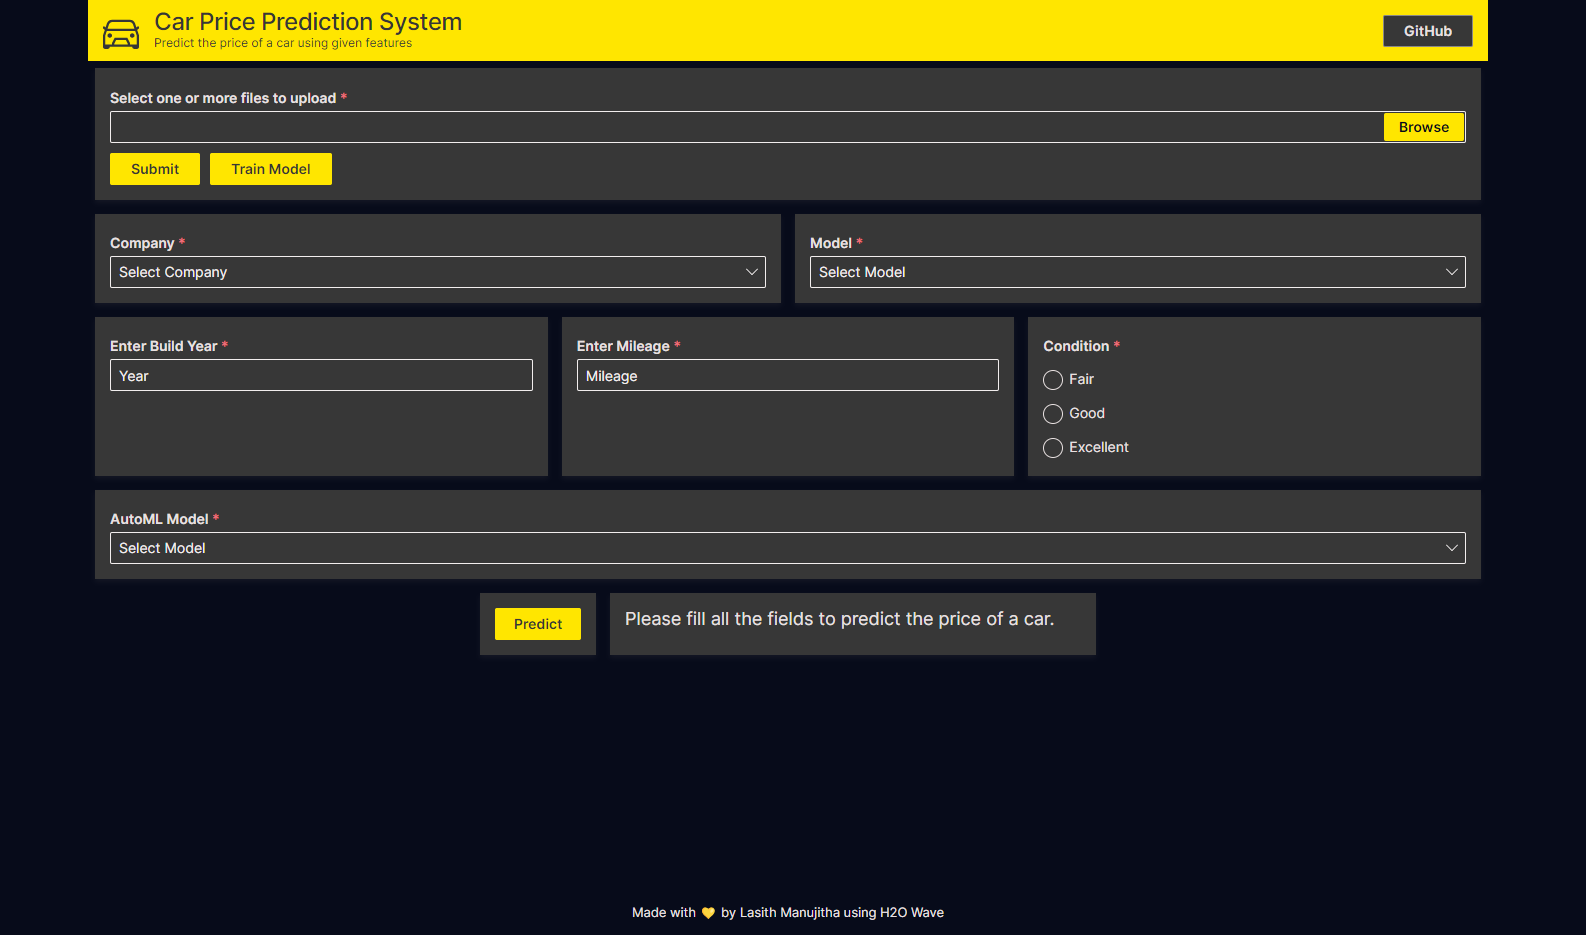 Car Price Prediction System
Predict the price of a car using given features
GitHub
Select one or more files to upload *
Browse
Submit
Train Model
Company *
Select Company
Model *
Select Model
Enter Build Year *
Year
Enter Mileage *
Mileage
Condition *
Fair
Good
Excellent
AutoML Model *
Select Model
Predict
Please fill all the fields to predict the price of a car.
Made with 💛 by Lasith Manujitha using H2O Wave